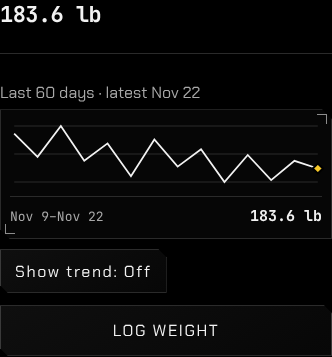 183.6 lb
Last 60 days · latest Nov 22
Nov 9–Nov 22 183.6 lb
Show trend: Off
LOG WEIGHT